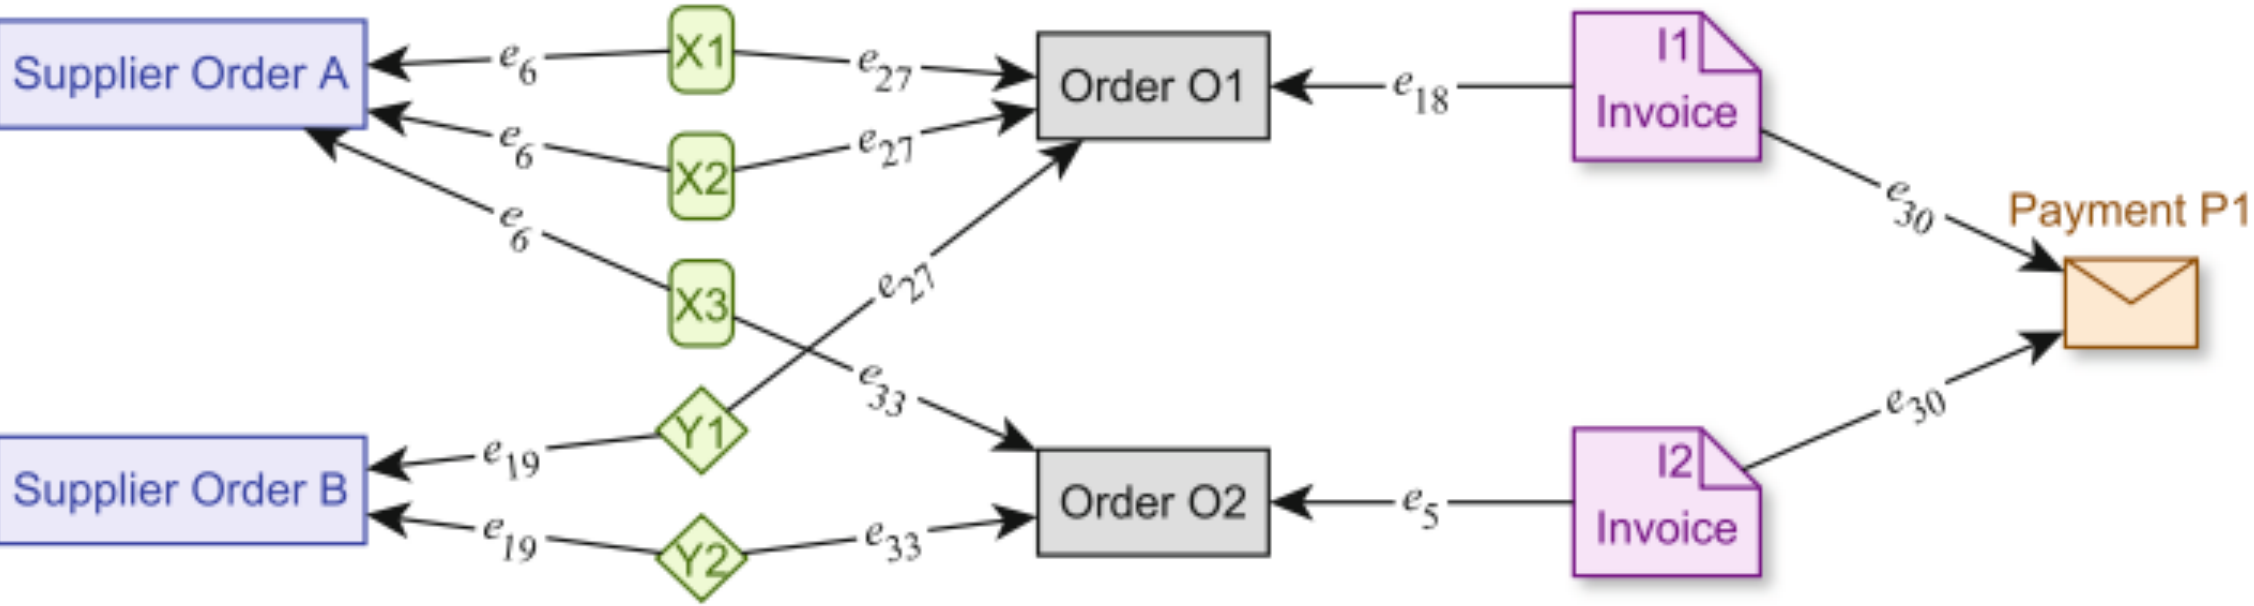 Supplier Order A
e6
X1
e27
Order O1
e18
I1
Invoice
e6
X2
e27
e30
Payment P1
e6
X3
e27
e33
Supplier Order B
e19
Y1
Order O2
e5
I2
Invoice
e30
e19
Y2
e33